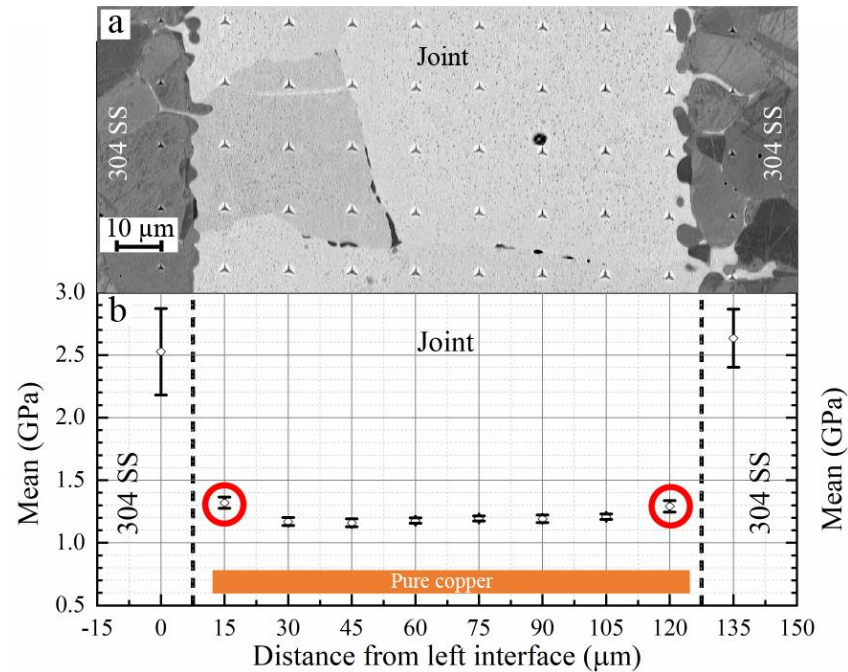 a
Joint
304 SS
304 SS
10 µm
b
Joint
3.0
2.5
2.0
1.5
1.0
0.5
Mean (GPa)
Mean (GPa)
304 SS
304 SS
Pure copper
-15 0 15 30 45 60 75 90 105 120 135 150
Distance from left interface (µm)